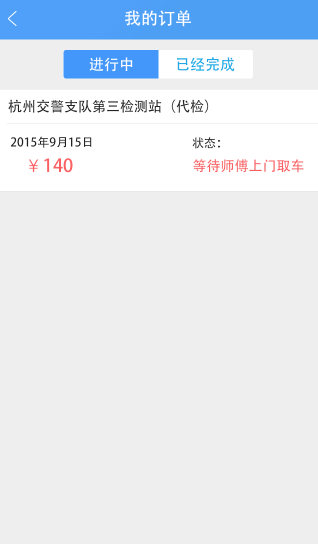 我的订单
进行中 已经完成
杭州交警支队第三检测站（代检）
2015年9月15日 状态：
￥140 等待师傅上门取车